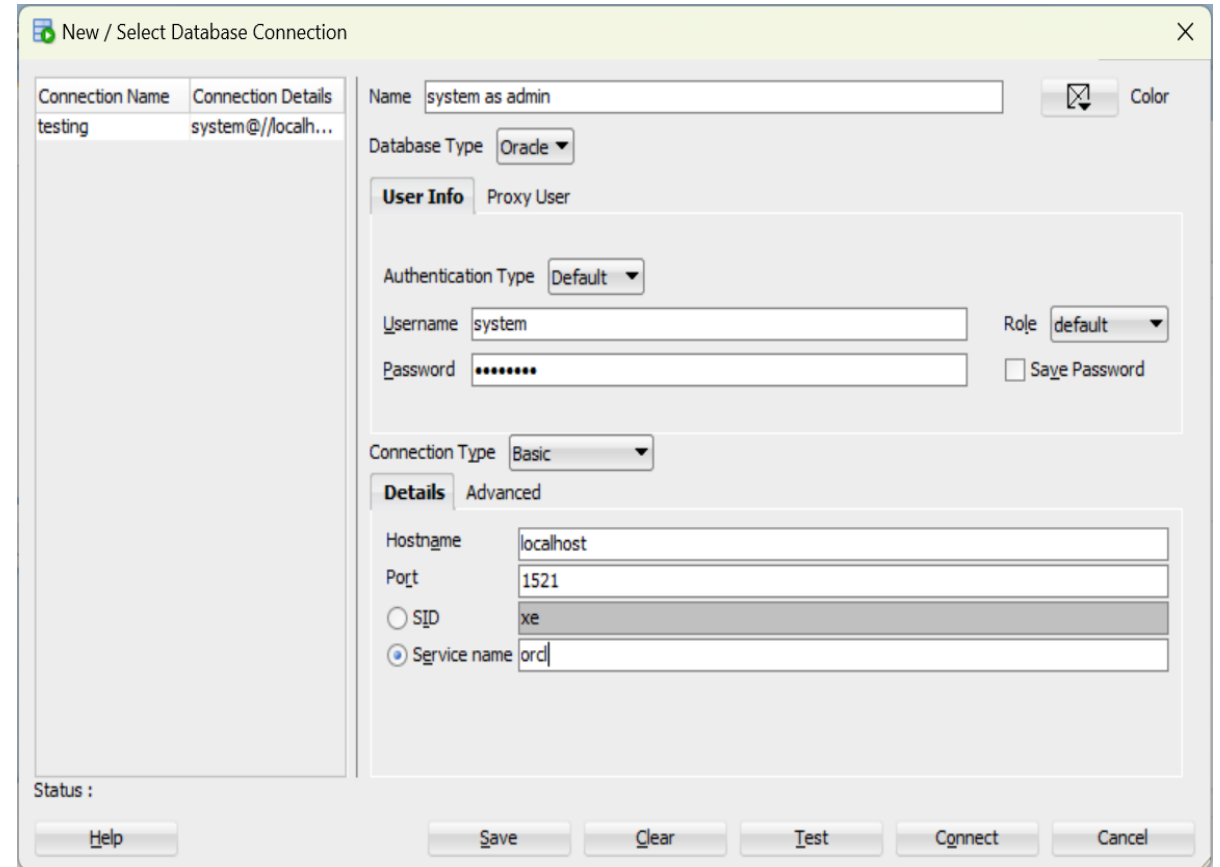 New / Select Database Connection
Connection Name Connection Details
testing system@//localh...
Name system as admin Color
Database Type Oracle
User Info Proxy User
Authentication Type Default
Username system Role default
Password •••••••• Save Password
Connection Type Basic
Details Advanced
Hostname localhost
Port 1521
SID xe
Service name orcl
Status :
Help Save Clear Test Connect Cancel